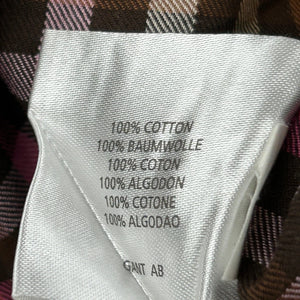 100% COTTON
100% BAUMWOLLE
100% COTON
100% ALGODON
100% COTONE
100% ALGODAO
GANT AB